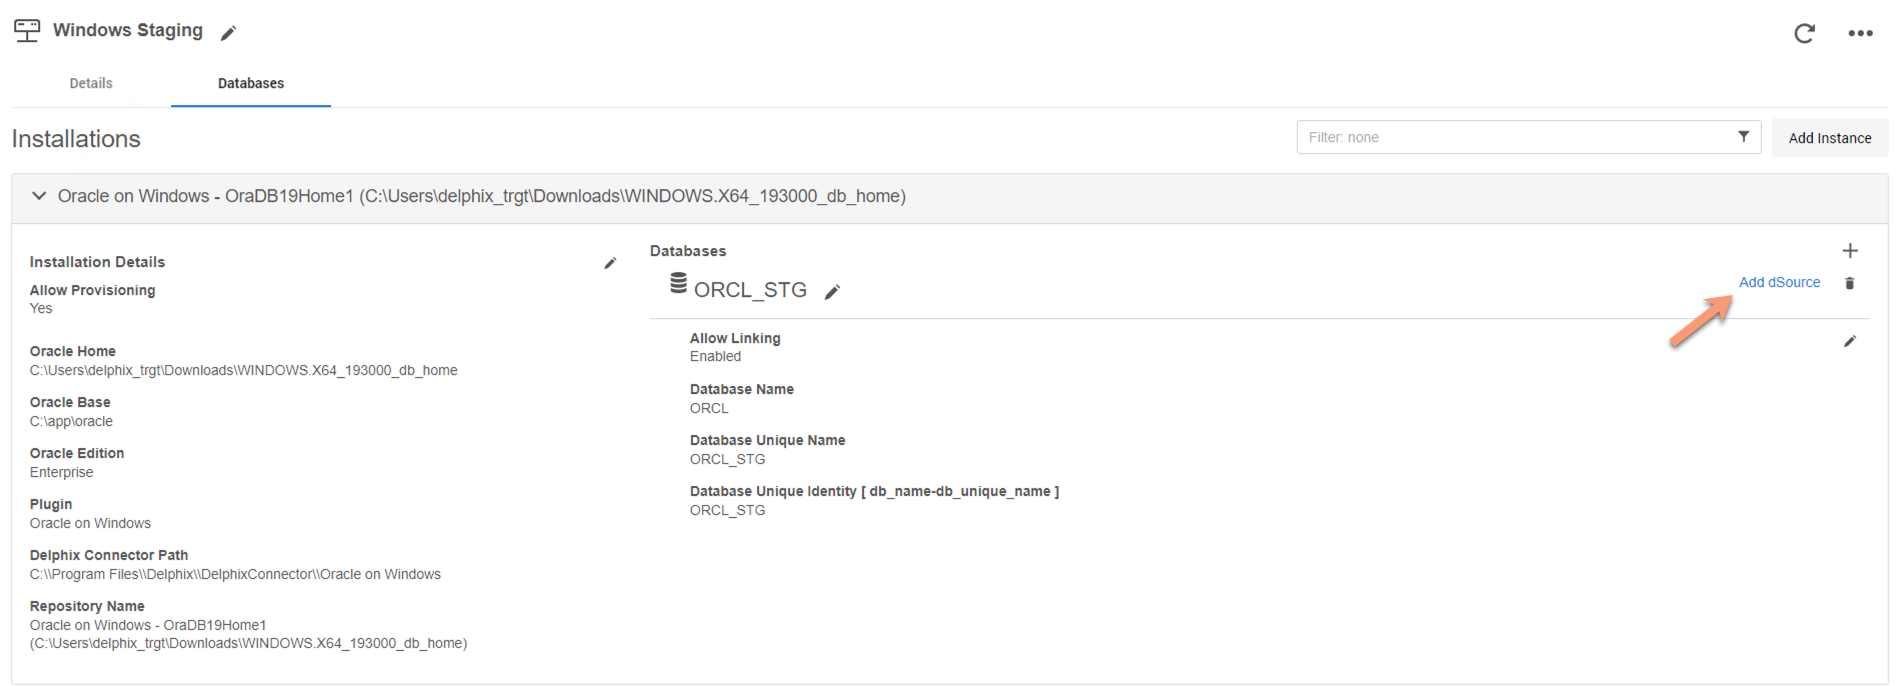 Windows Staging
Details
Databases
Installations
Filter: none
Add Instance
Oracle on Windows - OraDB19Home1 (C:\Users\delphix_trgt\Downloads\WINDOWS.X64_193000_db_home)
Installation Details
Allow Provisioning
Yes
Oracle Home
C:\Users\delphix_trgt\Downloads\WINDOWS.X64_193000_db_home
Oracle Base
C:\app\oracle
Oracle Edition
Enterprise
Plugin
Oracle on Windows
Delphix Connector Path
C:\\Program Files\\Delphix\\DelphixConnector\\Oracle on Windows
Repository Name
Oracle on Windows - OraDB19Home1
(C:\Users\delphix_trgt\Downloads\WINDOWS.X64_193000_db_home)
Databases
ORCL_STG
Add dSource
Allow Linking
Enabled
Database Name
ORCL
Database Unique Name
ORCL_STG
Database Unique Identity [ db_name-db_unique_name ]
ORCL_STG